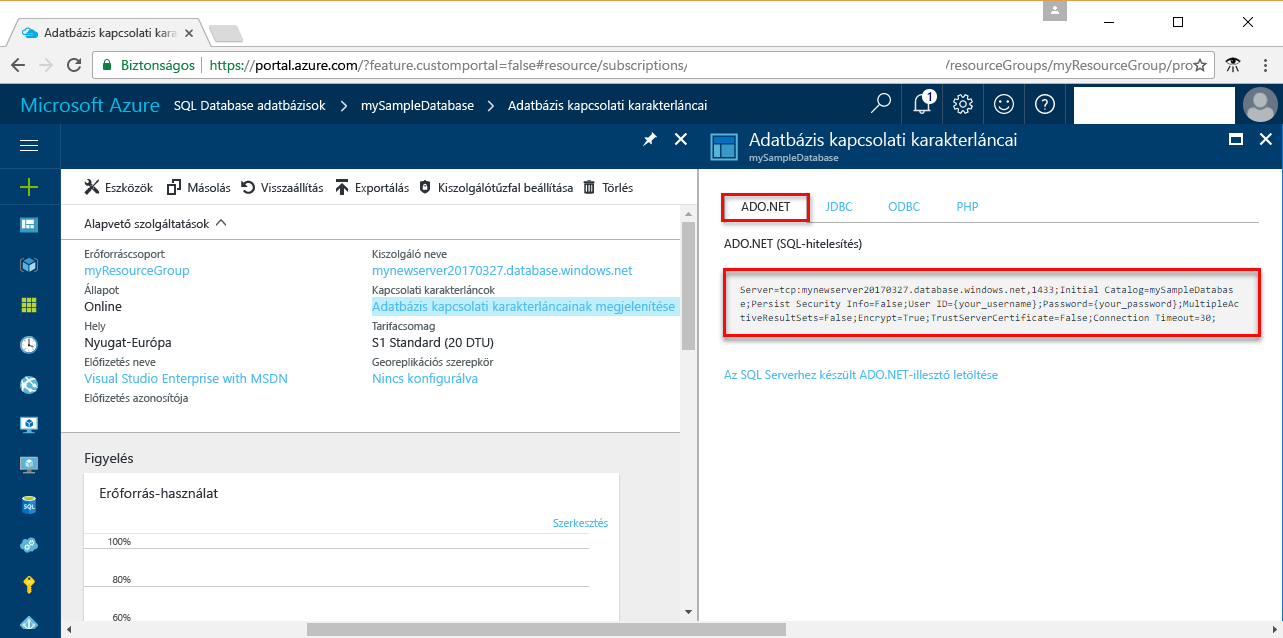 Adatbázis kapcsolati kara
Biztonságos
https://portal.azure.com/?feature.customportal=false#resource/subscriptions/
/resourceGroups/myResourceGroup/pro
Microsoft Azure
SQL Database adatbázisok
mySampleDatabase
Adatbázis kapcsolati karakterláncai
1
Adatbázis kapcsolati karakterláncai
mySampleDatabase
Eszközök
Másolás
Visszaállítás
Exportálás
Kiszolgálótűzfal beállítása
Törlés
Alapvető szolgáltatások
Erőforráscsoport
myResourceGroup
Állapot
Online
Hely
Nyugat-Európa
Előfizetés neve
Visual Studio Enterprise with MSDN
Előfizetés azonosítója
Kiszolgáló neve
mynewserver20170327.database.windows.net
Kapcsolati karakterláncok
Adatbázis kapcsolati karakterláncainak megjelenítése
Tarifacsomag
S1 Standard (20 DTU)
Georeplikációs szerepkör
Nincs konfigurálva
Figyelés
Erőforrás-használat
Szerkesztés
100%
80%
60%
SQL
ADO.NET
JDBC
ODBC
PHP
ADO.NET (SQL-hitelesítés)
Server=tcp:mynewserver20170327.database.windows.net,1433;Initial Catalog=mySampleDatabas
e;Persist Security Info=False;User ID={your_username};Password={your_password};MultipleAc
tiveResultSets=False;Encrypt=True;TrustServerCertificate=False;Connection Timeout=30;
Az SQL Serverhez készült ADO.NET-illesztő letöltése